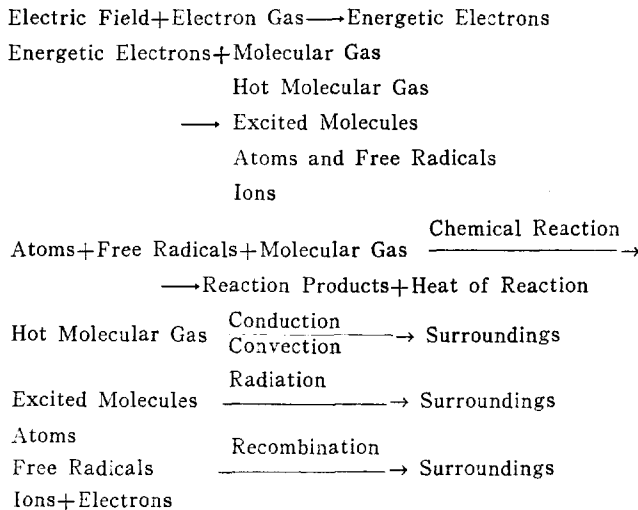 Electric Field+Electron Gas⟶Energetic Electrons
Energetic Electrons+Molecular Gas
Hot Molecular Gas
⟶ Excited Molecules
Atoms and Free Radicals
Ions
Chemical Reaction
Atoms+Free Radicals+Molecular Gas ⟶
⟶Reaction Products+Heat of Reaction
Conduction
Hot Molecular Gas ⟶ Surroundings
Convection
Radiation
Excited Molecules ⟶ Surroundings
Atoms
Recombination
Free Radicals ⟶ Surroundings
Ions+Electrons